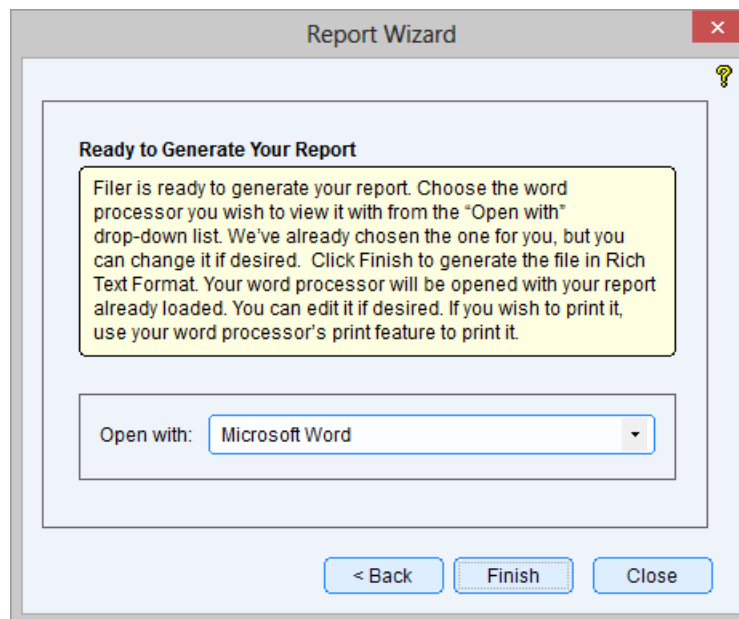 Report Wizard
Ready to Generate Your Report
Filer is ready to generate your report. Choose the word
processor you wish to view it with from the “Open with”
drop-down list. We’ve already chosen the one for you, but you
can change it if desired.  Click Finish to generate the file in Rich
Text Format. Your word processor will be opened with your report
already loaded. You can edit it if desired. If you wish to print it,
use your word processor’s print feature to print it.
Open with: Microsoft Word
< Back Finish Close